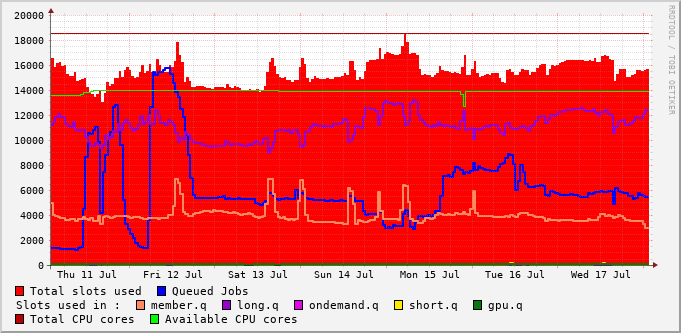 20000
18000
16000
14000
12000
10000
8000
6000
4000
2000
0
Thu 11 Jul Fri 12 Jul Sat 13 Jul Sun 14 Jul Mon 15 Jul Tue 16 Jul Wed 17 Jul
Total slots used Queued Jobs
Slots used in : member.q long.q ondemand.q short.q gpu.q
Total CPU cores Available CPU cores
RRDTOOL / TOBI OETIKER